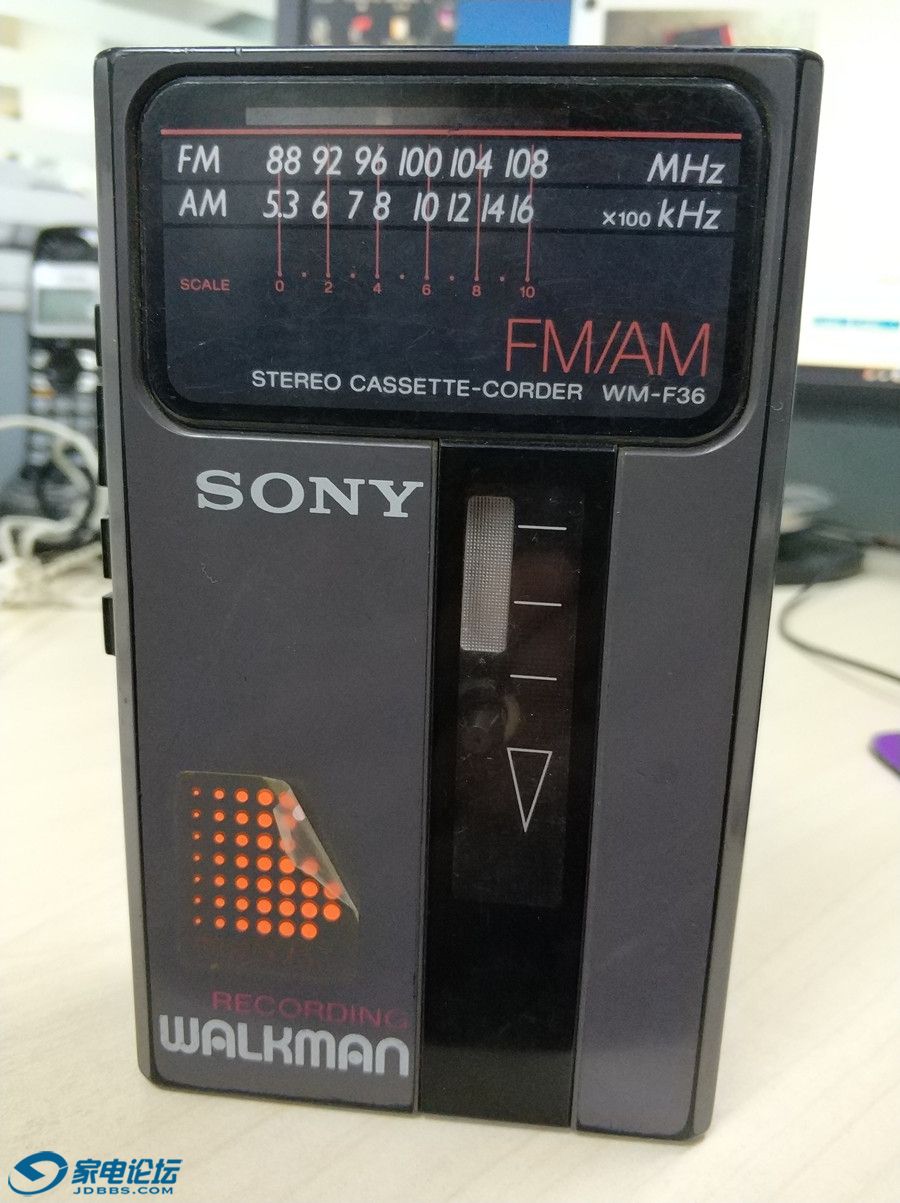 FM 88 92 96 100 104 108 MHz
AM 5.3 6 7 8 10 12 14 16 ×100 kHz
SCALE 0 2 4 6 8 10
FM/AM
STEREO CASSETTE-CORDER WM-F36
SONY
RECORDING
WALKMAN
家电论坛
JDBBS.COM